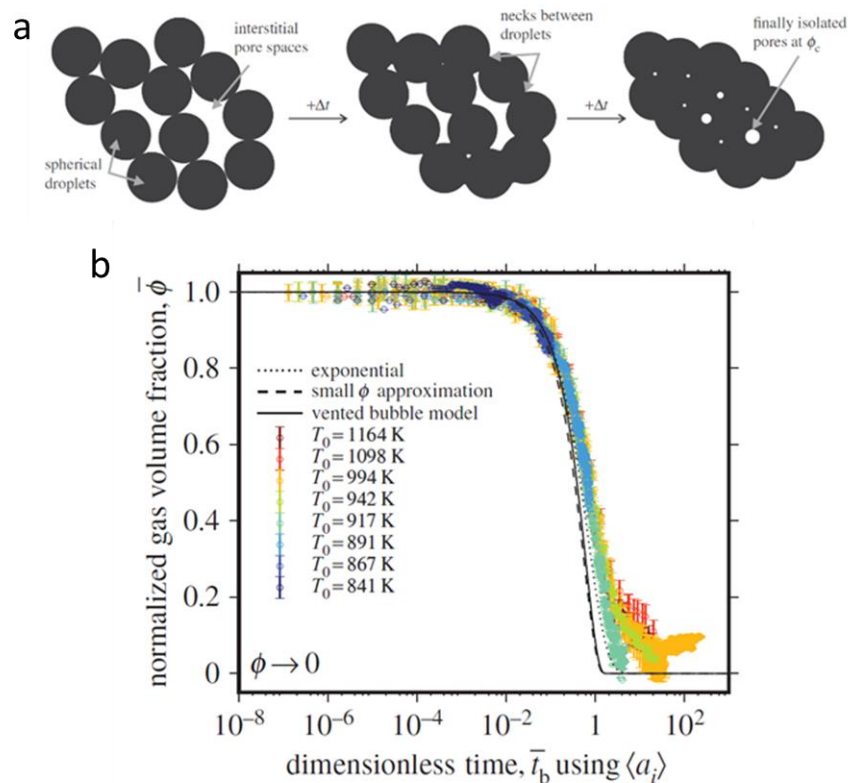 a
interstitial
pore spaces
spherical
droplets
+Δt
necks between
droplets
+Δt
finally isolated
pores at ϕc
b
normalized gas volume fraction, ϕ̄
1.0
0.8
0.6
0.4
0.2
0
exponential
small ϕ approximation
vented bubble model
T₀ = 1164 K
T₀ = 1098 K
T₀ = 994 K
T₀ = 942 K
T₀ = 917 K
T₀ = 891 K
T₀ = 867 K
T₀ = 841 K
ϕ → 0
10⁻⁸ 10⁻⁶ 10⁻⁴ 10⁻² 1 10²
dimensionless time, t̄b using ⟨ai⟩